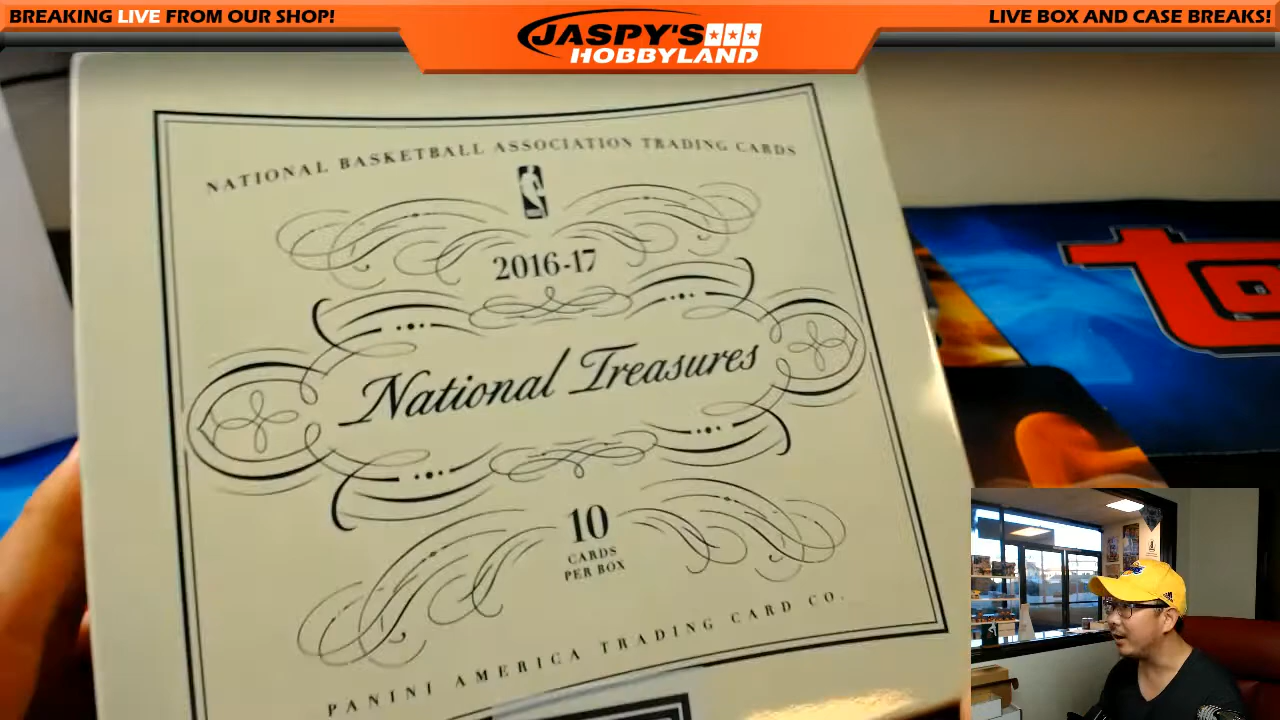 BREAKING LIVE FROM OUR SHOP!
JASPY'S
HOBBYLAND
LIVE BOX AND CASE BREAKS!
NATIONAL BASKETBALL ASSOCIATION TRADING CARDS
2016-17
National Treasures
10
CARDS
PER BOX
PANINI AMERICA TRADING CARD CO.